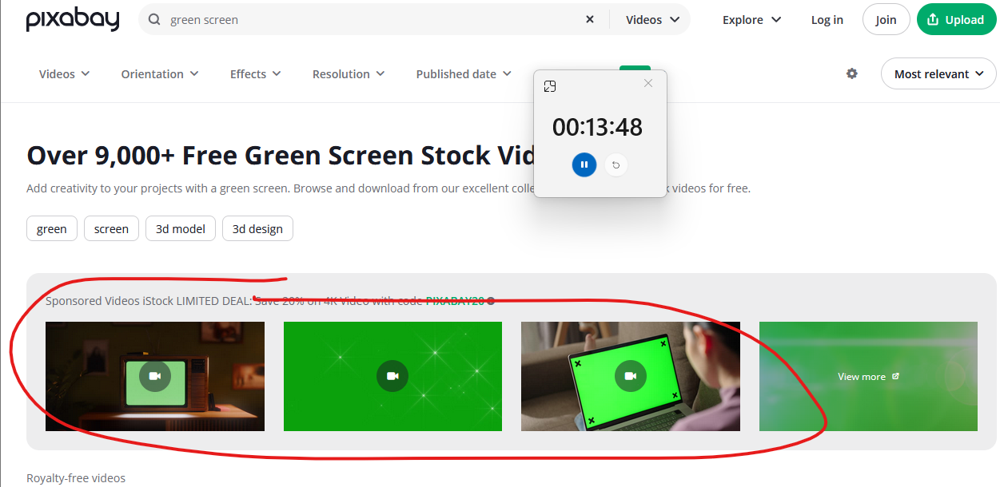 pixabay
green screen
Videos
Explore
Log in
Join
Upload
Videos
Orientation
Effects
Resolution
Published date
Most relevant
00:13:48
Over 9,000+ Free Green Screen Stock Vid
Add creativity to your projects with a green screen. Browse and download from our excellent colle
videos for free.
green
screen
3d model
3d design
Sponsored Videos iStock LIMITED DEAL: Save 20% on 4K Video with code PIXABAY20
View more
Royalty-free videos